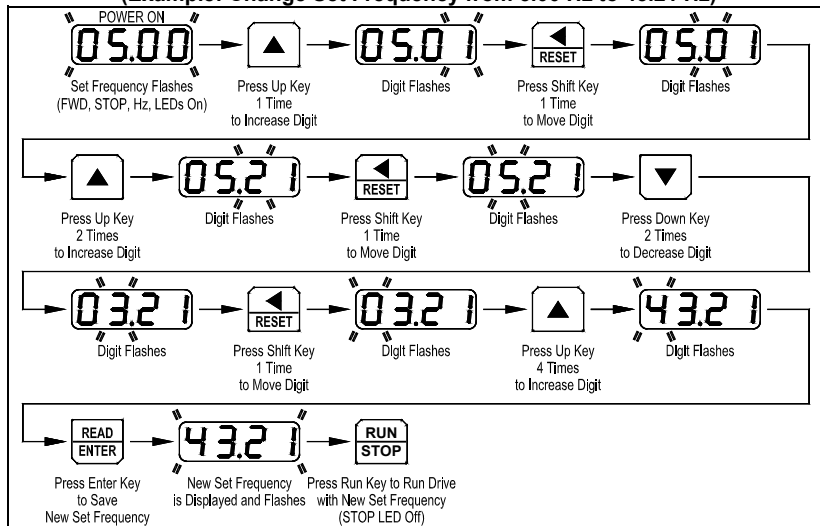 (Example: Change Set Frequency from 5.00 Hz to 43.21 Hz)
POWER ON
05.00
05.01
RESET
05.01
Set Frequency Flashes
(FWD, STOP, Hz, LEDs On)
Press Up Key
1 Time
to Increase Digit
Digit Flashes
Press Shift Key
1 Time
to Move Digit
Digit Flashes
05.21
RESET
05.21
Press Up Key
2 Times
to Increase Digit
Digit Flashes
Press Shift Key
1 Time
to Move Digit
Digit Flashes
Press Down Key
2 Times
to Decrease Digit
03.21
RESET
03.21
43.21
Digit Flashes
Press Shift Key
1 Time
to Move Digit
Digit Flashes
Press Up Key
4 Times
to Increase Digit
Digit Flashes
READ
ENTER
43.21
RUN
STOP
Press Enter Key
to Save
New Set Frequency
New Set Frequency
is Displayed and Flashes
Press Run Key to Run Drive
with New Set Frequency
(STOP LED Off)